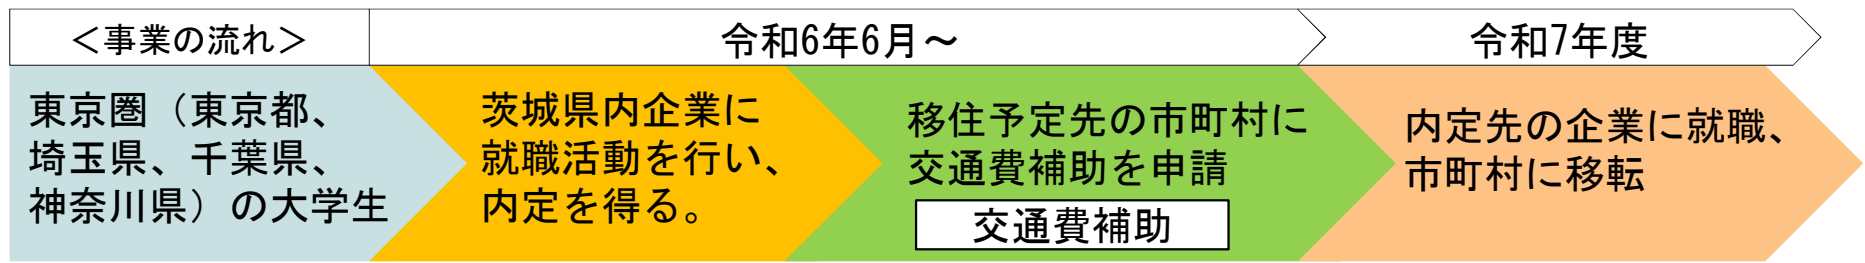 ＜事業の流れ＞
令和6年6月～
令和7年度
東京圏（東京都、
埼玉県、千葉県、
神奈川県）の大学生
茨城県内企業に
就職活動を行い、
内定を得る。
移住予定先の市町村に
交通費補助を申請
交通費補助
内定先の企業に就職、
市町村に移転